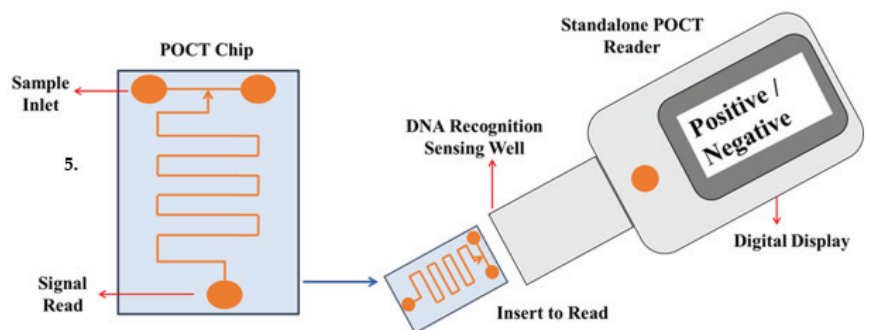 POCT Chip
Sample
Inlet
5.
Signal
Read
Standalone POCT
Reader
Positive /
Negative
DNA Recognition
Sensing Well
Digital Display
Insert to Read